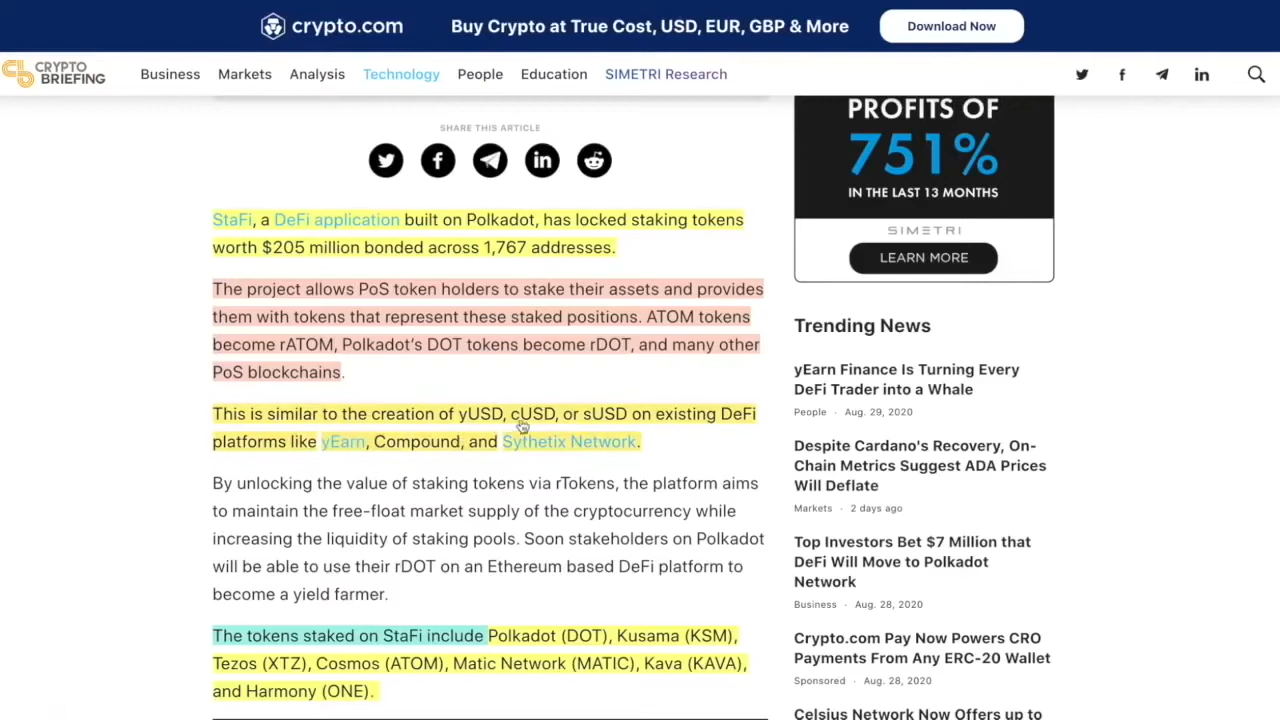 crypto.com
Buy Crypto at True Cost, USD, EUR, GBP & More
Download Now
CRYPTO
BRIEFING
Business Markets Analysis Technology People Education SIMETRI Research
SHARE THIS ARTICLE
StaFi, a DeFi application built on Polkadot, has locked staking tokens
worth $205 million bonded across 1,767 addresses.
The project allows PoS token holders to stake their assets and provides
them with tokens that represent these staked positions. ATOM tokens
become rATOM, Polkadot's DOT tokens become rDOT, and many other
PoS blockchains.
This is similar to the creation of yUSD, cUSD, or sUSD on existing DeFi
platforms like yEarn, Compound, and Sythetix Network.
By unlocking the value of staking tokens via rTokens, the platform aims
to maintain the free-float market supply of the cryptocurrency while
increasing the liquidity of staking pools. Soon stakeholders on Polkadot
will be able to use their rDOT on an Ethereum based DeFi platform to
become a yield farmer.
The tokens staked on StaFi include Polkadot (DOT), Kusama (KSM),
Tezos (XTZ), Cosmos (ATOM), Matic Network (MATIC), Kava (KAVA),
and Harmony (ONE).
PROFITS OF
751%
IN THE LAST 13 MONTHS
SIMETRI
LEARN MORE
Trending News
yEarn Finance Is Turning Every
DeFi Trader into a Whale
People · Aug. 29, 2020
Despite Cardano's Recovery, On-
Chain Metrics Suggest ADA Prices
Will Deflate
Markets · 2 days ago
Top Investors Bet $7 Million that
DeFi Will Move to Polkadot
Network
Business · Aug. 28, 2020
Crypto.com Pay Now Powers CRO
Payments From Any ERC-20 Wallet
Sponsored · Aug. 28, 2020
Celsius Network Now Offers up to